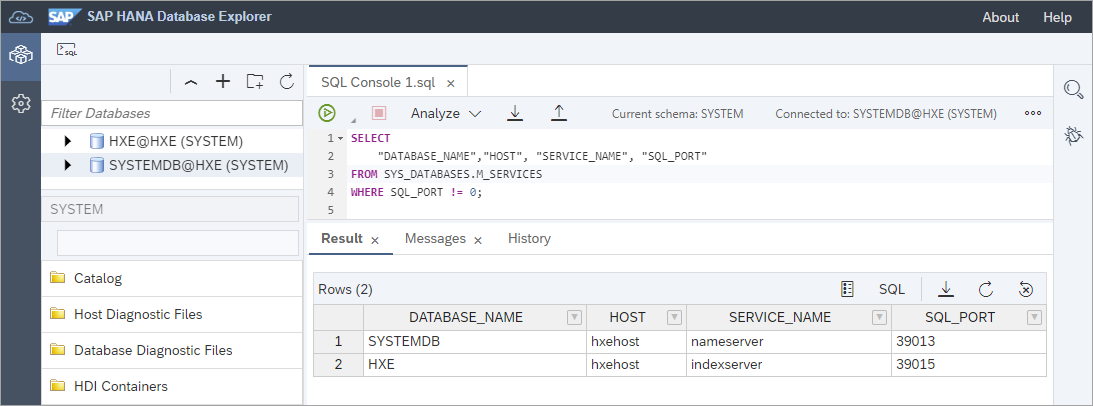 SAP SAP HANA Database Explorer About Help
SQL
Filter Databases
HXE@HXE (SYSTEM)
SYSTEMDB@HXE (SYSTEM)
SYSTEM
Catalog
Host Diagnostic Files
Database Diagnostic Files
HDI Containers
SQL Console 1.sql ×
Analyze Current schema: SYSTEM Connected to: SYSTEMDB@HXE (SYSTEM)
1 SELECT
2 "DATABASE_NAME","HOST", "SERVICE_NAME", "SQL_PORT"
3 FROM SYS_DATABASES.M_SERVICES
4 WHERE SQL_PORT != 0;
5
Result × Messages × History
Rows (2) SQL
DATABASE_NAME HOST SERVICE_NAME SQL_PORT
1 SYSTEMDB hxehost nameserver 39013
2 HXE hxehost indexserver 39015